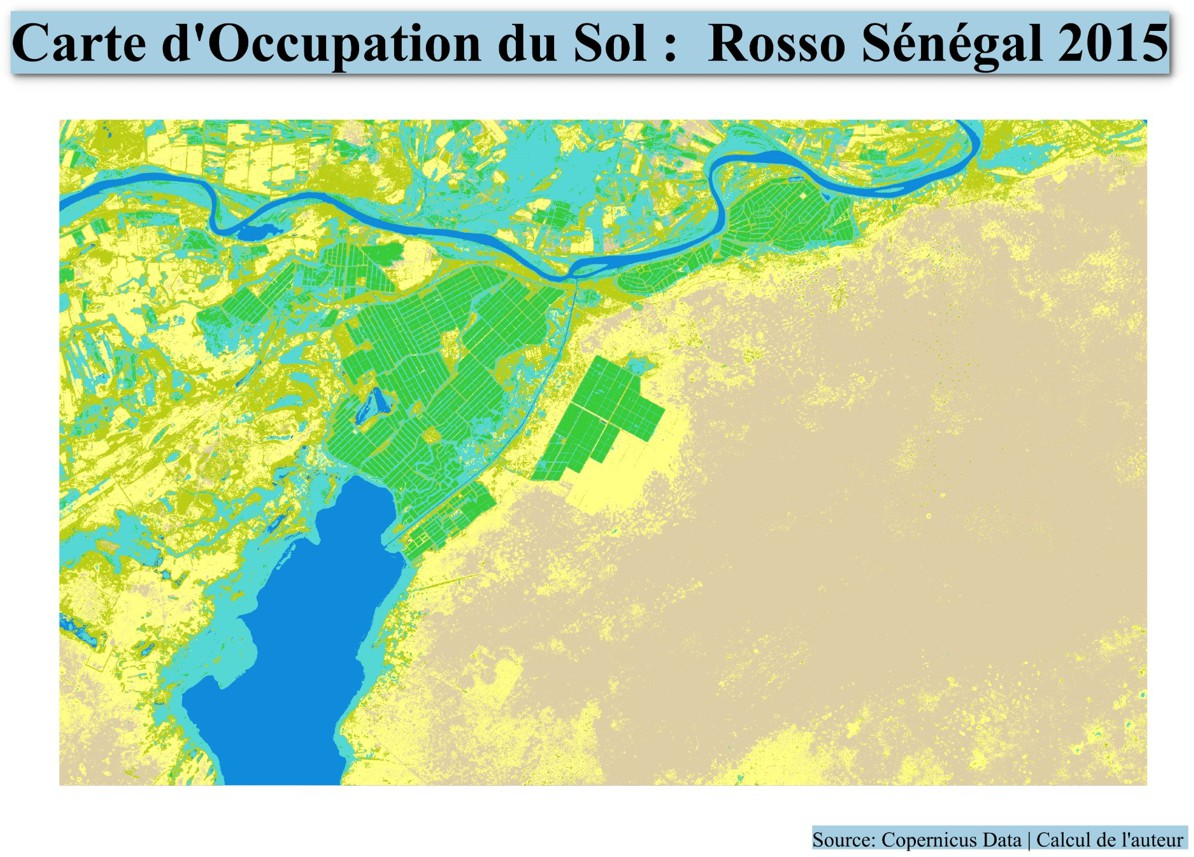 Carte d'Occupation du Sol :  Rosso Sénégal 2015
Source: Copernicus Data | Calcul de l'auteur